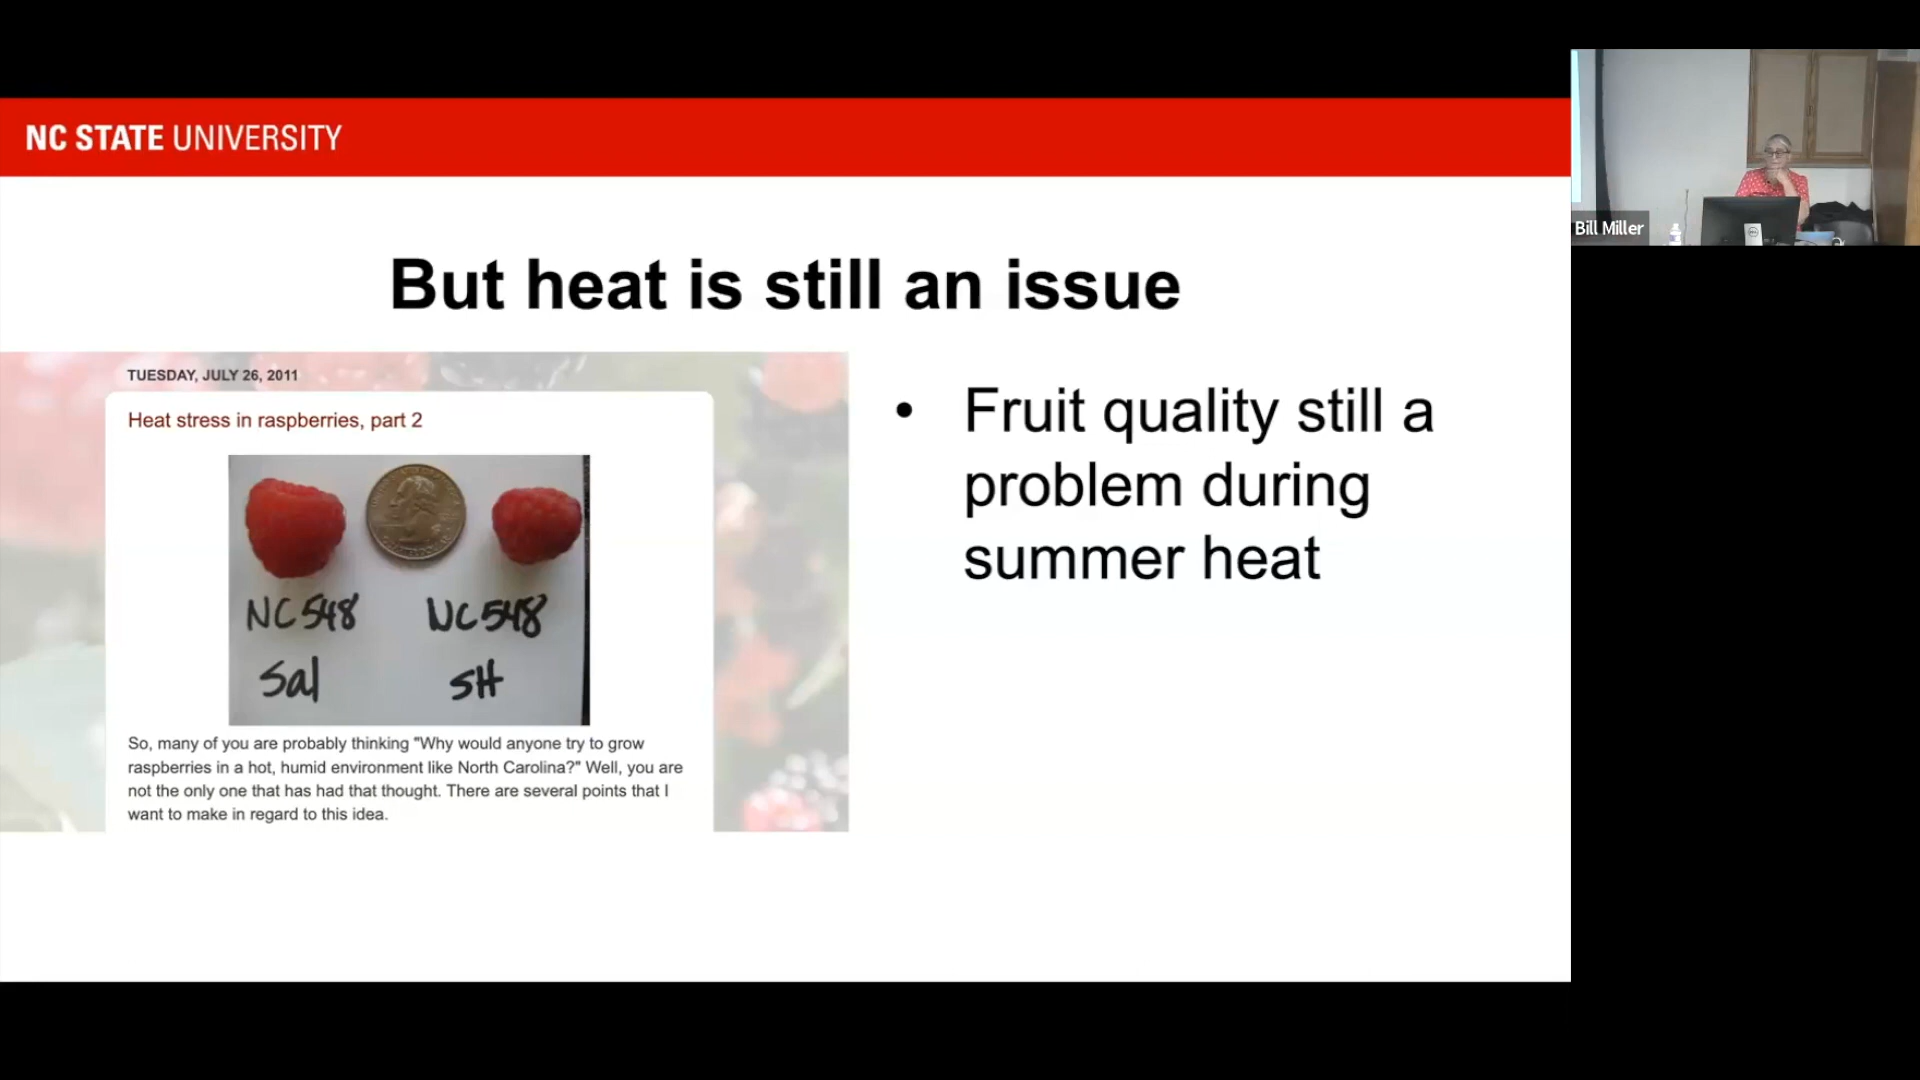 NC STATE UNIVERSITY
But heat is still an issue
TUESDAY, JULY 26, 2011
Heat stress in raspberries, part 2
NC548 NC548
Sal SH
So, many of you are probably thinking "Why would anyone try to grow
raspberries in a hot, humid environment like North Carolina?" Well, you are
not the only one that has had that thought. There are several points that I
want to make in regard to this idea.
• Fruit quality still a
problem during
summer heat
Bill Miller